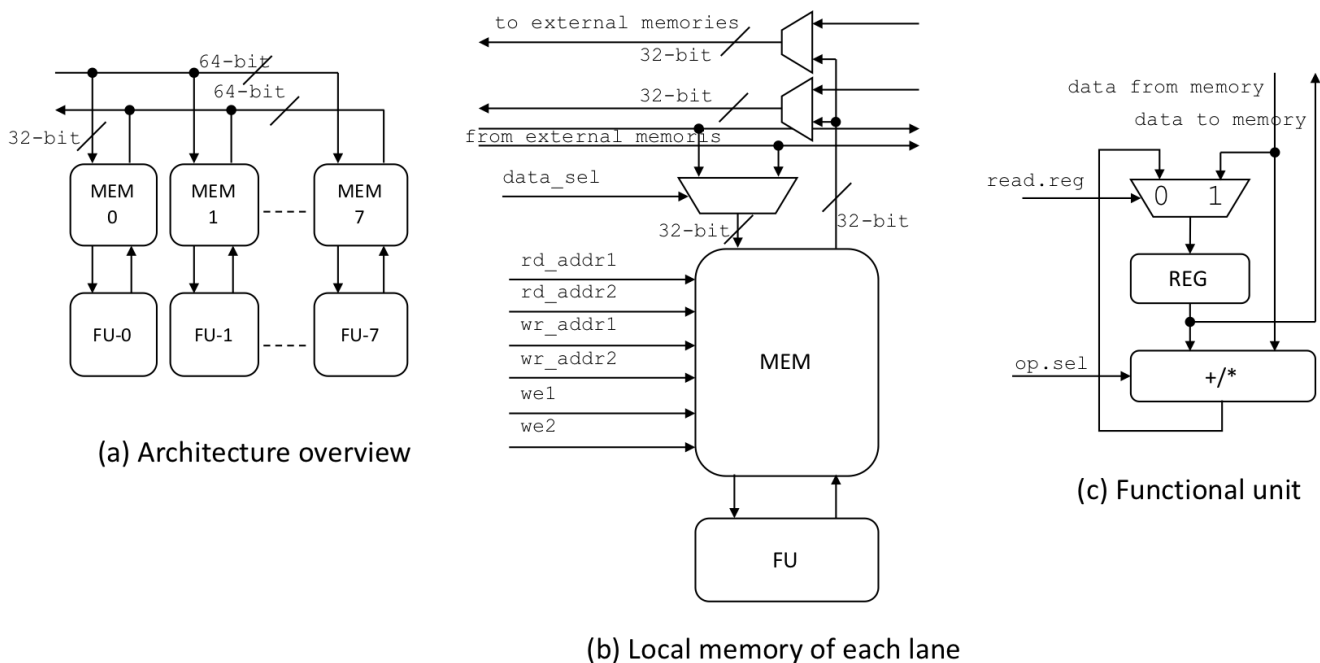 64-bit
64-bit
32-bit
MEM
0
MEM
1
MEM
7
FU-0
FU-1
FU-7
(a) Architecture overview
to external memories
32-bit
32-bit
from external memoris
data_sel
32-bit
32-bit
rd_addr1
rd_addr2
wr_addr1
wr_addr2
we1
we2
MEM
FU
(b) Local memory of each lane
data from memory
data to memory
read.reg
0 1
REG
op.sel
+/*
(c) Functional unit